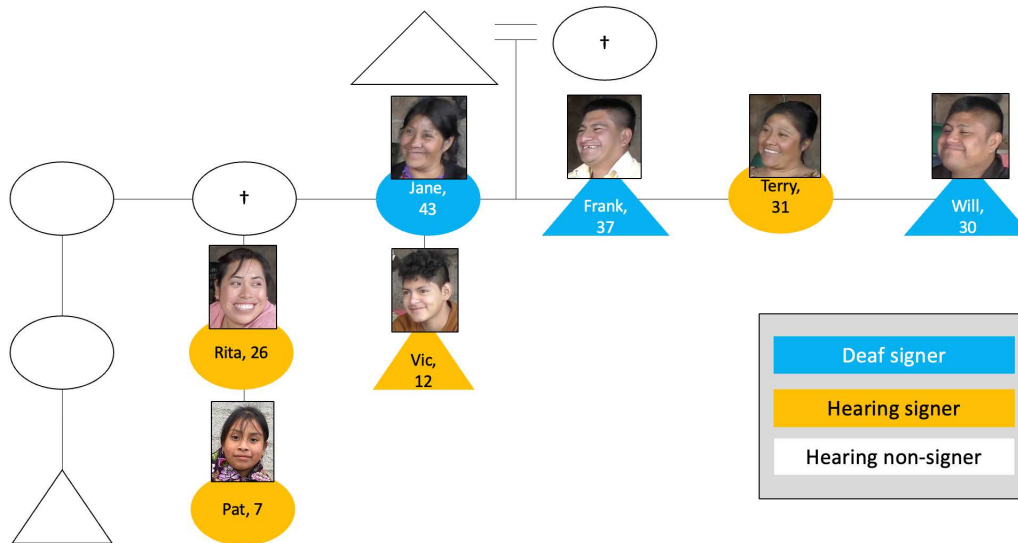 †
Jane,
43
Frank,
37
Terry,
31
Will,
30
†
Rita, 26
Vic,
12
Pat, 7
Deaf signer
Hearing signer
Hearing non-signer